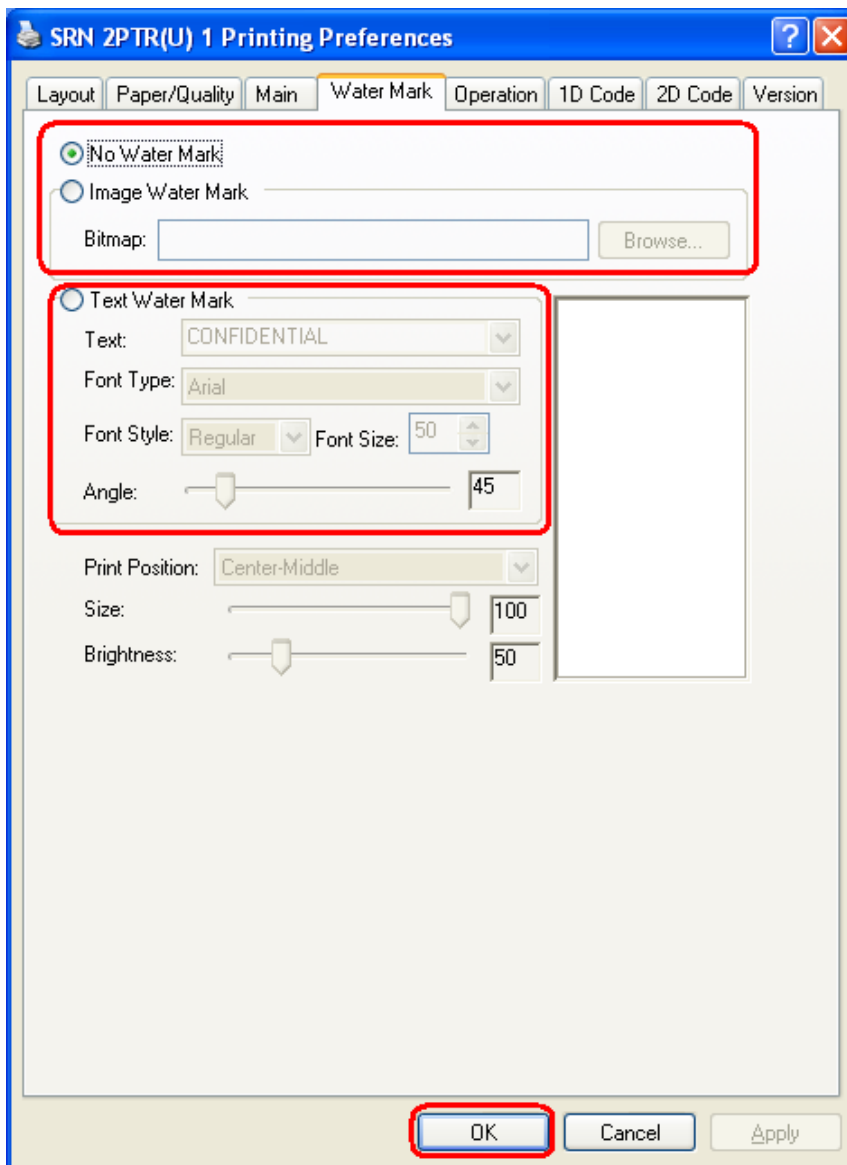 SRN 2PTR(U) 1 Printing Preferences
Layout Paper/Quality Main Water Mark Operation 1D Code 2D Code Version
No Water Mark
Image Water Mark
Bitmap: Browse...
Text Water Mark
Text: CONFIDENTIAL
Font Type: Arial
Font Style: Regular Font Size: 50
Angle: 45
Print Position: Center-Middle
Size: 100
Brightness: 50
OK Cancel Apply